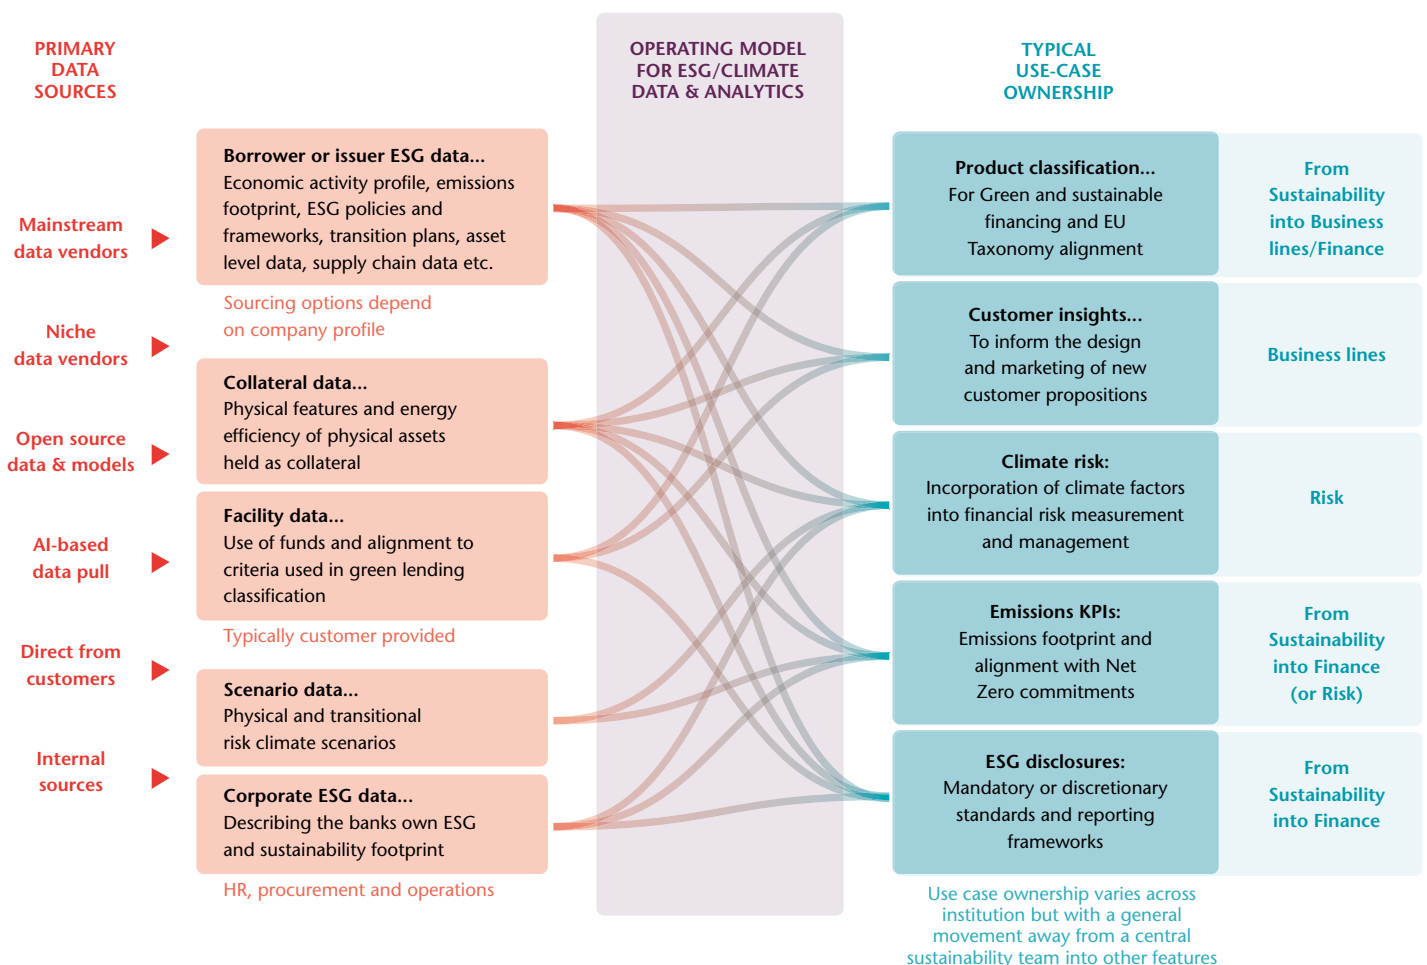 PRIMARY
DATA
SOURCES
OPERATING MODEL
FOR ESG/CLIMATE
DATA & ANALYTICS
TYPICAL
USE-CASE
OWNERSHIP
Mainstream
data vendors
Niche
data vendors
Open source
data & models
AI-based
data pull
Direct from
customers
Internal
sources
Borrower or issuer ESG data...
Economic activity profile, emissions
footprint, ESG policies and
frameworks, transition plans, asset
level data, supply chain data etc.
Sourcing options depend
on company profile
Collateral data...
Physical features and energy
efficiency of physical assets
held as collateral
Facility data...
Use of funds and alignment to
criteria used in green lending
classification
Typically customer provided
Scenario data...
Physical and transitional
risk climate scenarios
Corporate ESG data...
Describing the banks own ESG
and sustainability footprint
HR, procurement and operations
Product classification...
For Green and sustainable
financing and EU
Taxonomy alignment
From
Sustainability
into Business
lines/Finance
Customer insights...
To inform the design
and marketing of new
customer propositions
Business lines
Climate risk:
Incorporation of climate factors
into financial risk measurement
and management
Risk
Emissions KPIs:
Emissions footprint and
alignment with Net
Zero commitments
From
Sustainability
into Finance
(or Risk)
ESG disclosures:
Mandatory or discretionary
standards and reporting
frameworks
From
Sustainability
into Finance
Use case ownership varies across
institution but with a general
movement away from a central
sustainability team into other features